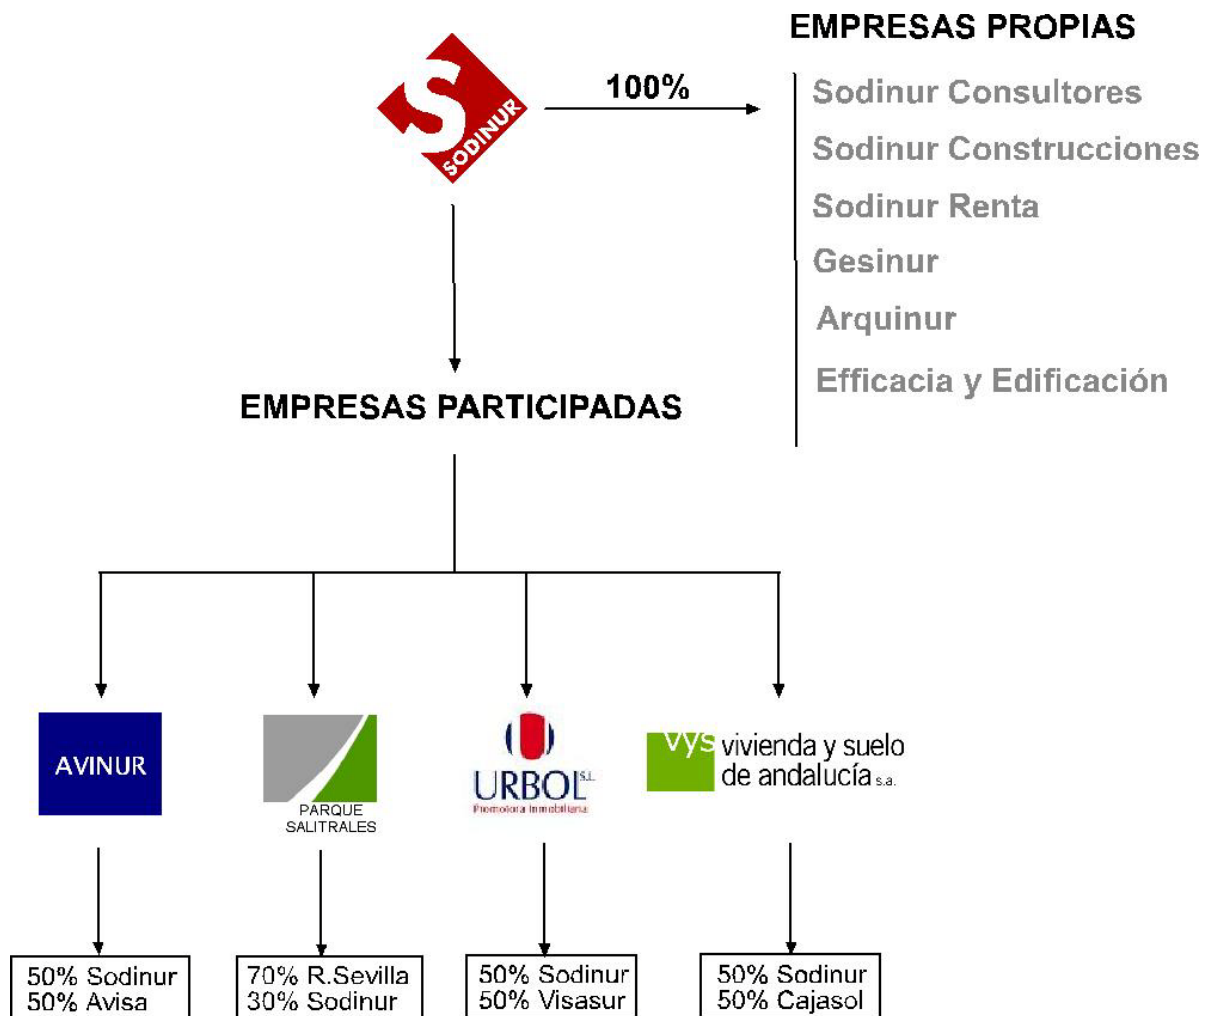 EMPRESAS PROPIAS
S
SODINUR
100%
Sodinur Consultores
Sodinur Construcciones
Sodinur Renta
Gesinur
Arquinur
Efficacia y Edificación
EMPRESAS PARTICIPADAS
AVINUR
PARQUE
SALITRALES
URBOL S.L.
Promotora Inmobiliaria
vys
vivienda y suelo
de andalucía s.a.
50% Sodinur
50% Avisa
70% R.Sevilla
30% Sodinur
50% Sodinur
50% Visasur
50% Sodinur
50% Cajasol